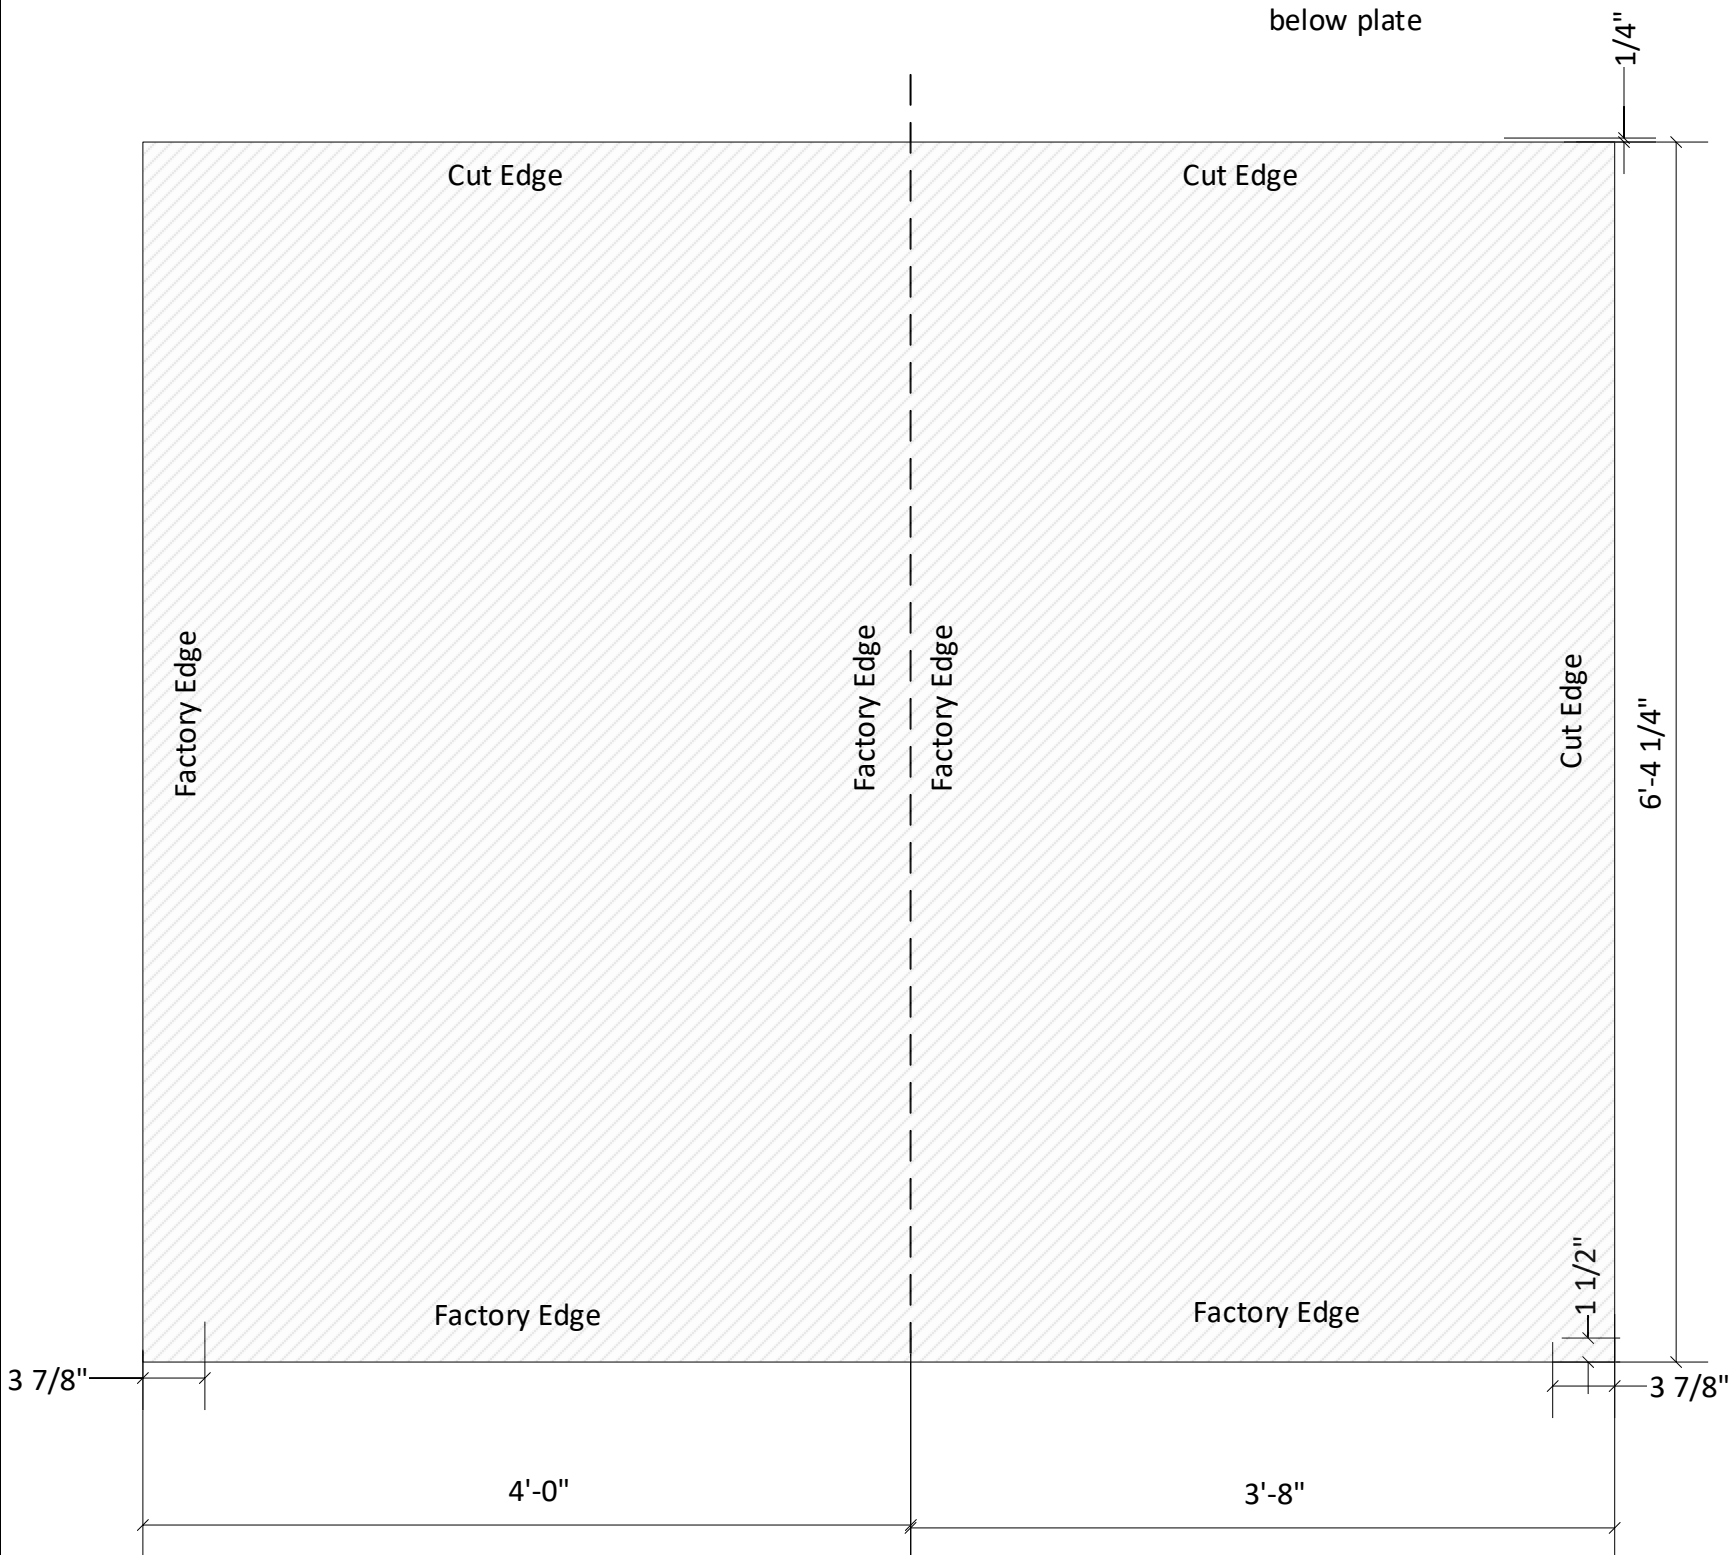 below plate
1/4"
Cut Edge
Cut Edge
Factory Edge
Factory Edge
Factory Edge
Cut Edge
6'-4 1/4"
1 1/2"
Factory Edge
Factory Edge
3 7/8"
3 7/8"
4'-0"
3'-8"